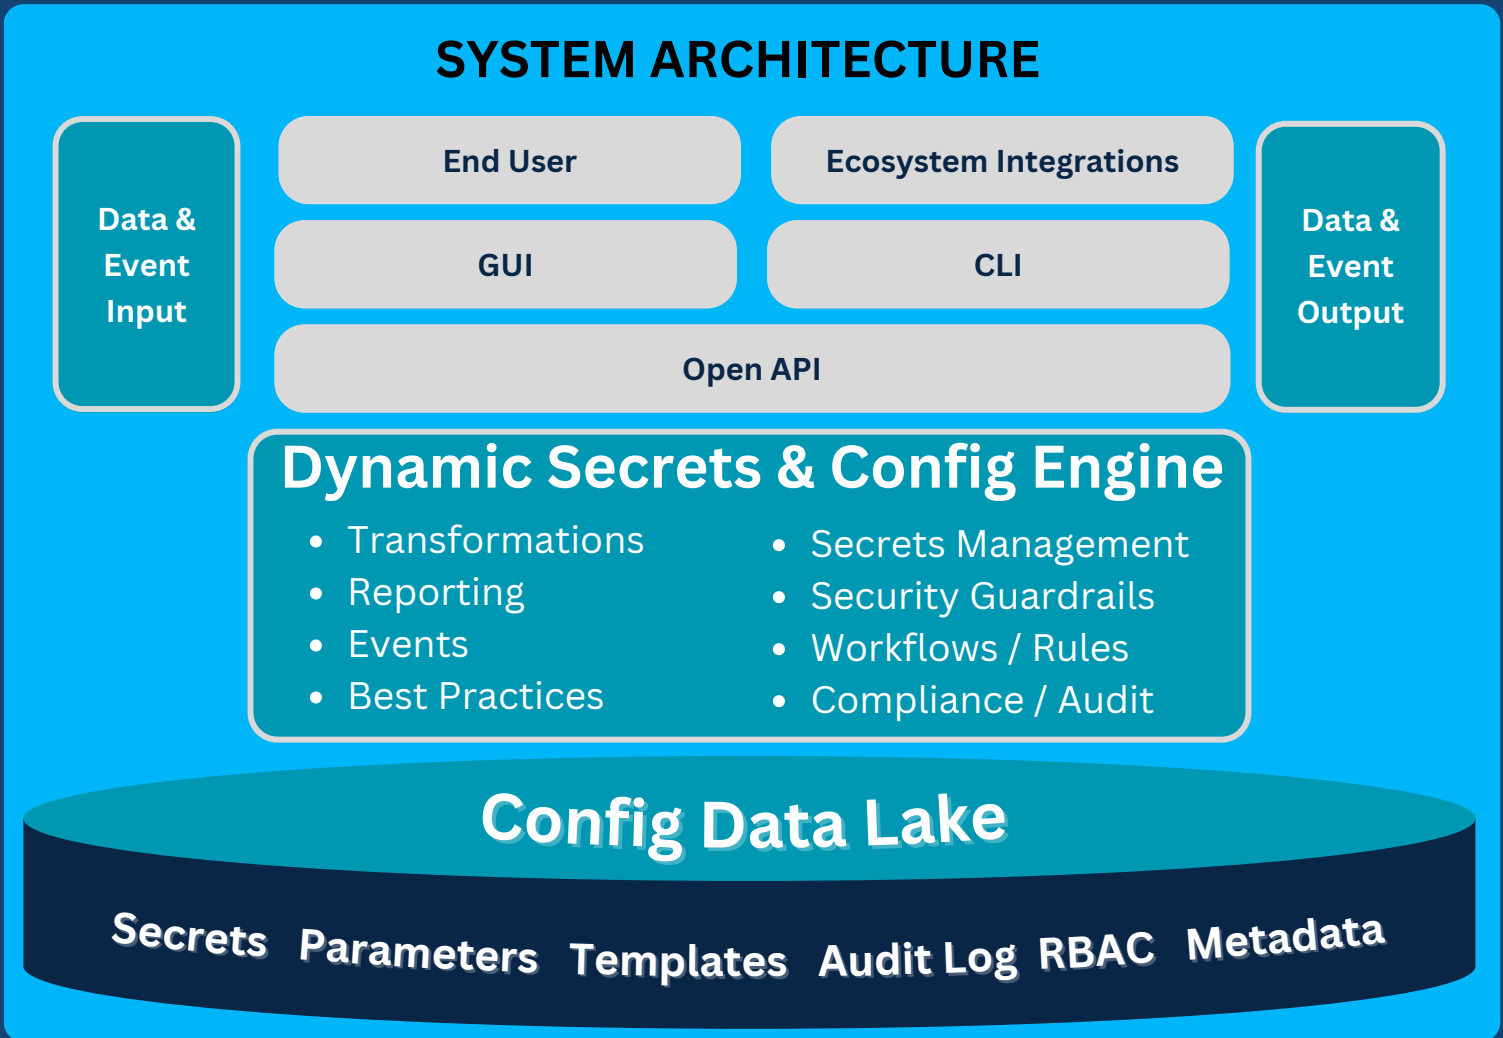 SYSTEM ARCHITECTURE
Data &
Event
Input
End User
Ecosystem Integrations
GUI
CLI
Open API
Data &
Event
Output
Dynamic Secrets & Config Engine
• Transformations
• Reporting
• Events
• Best Practices
• Secrets Management
• Security Guardrails
• Workflows / Rules
• Compliance / Audit
Config Data Lake
Secrets Parameters Templates Audit Log RBAC Metadata